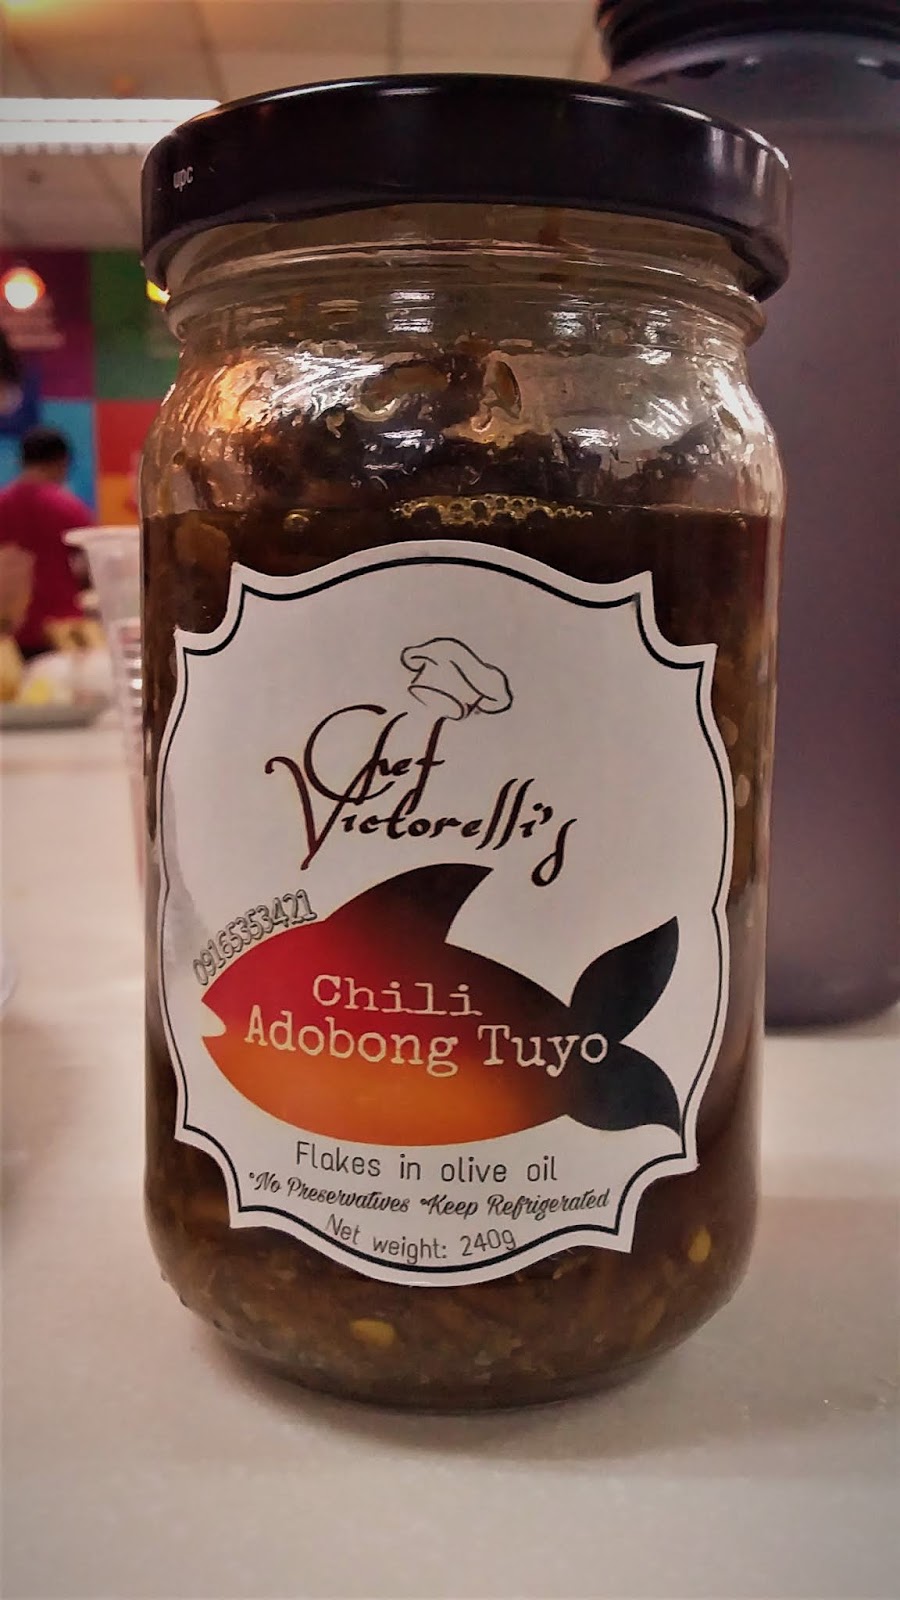 upc
Chef
Victorelli's
09165353421
Chili
Adobong Tuyo
Flakes in olive oil
*No Preservatives *Keep Refrigerated
Net weight: 240g